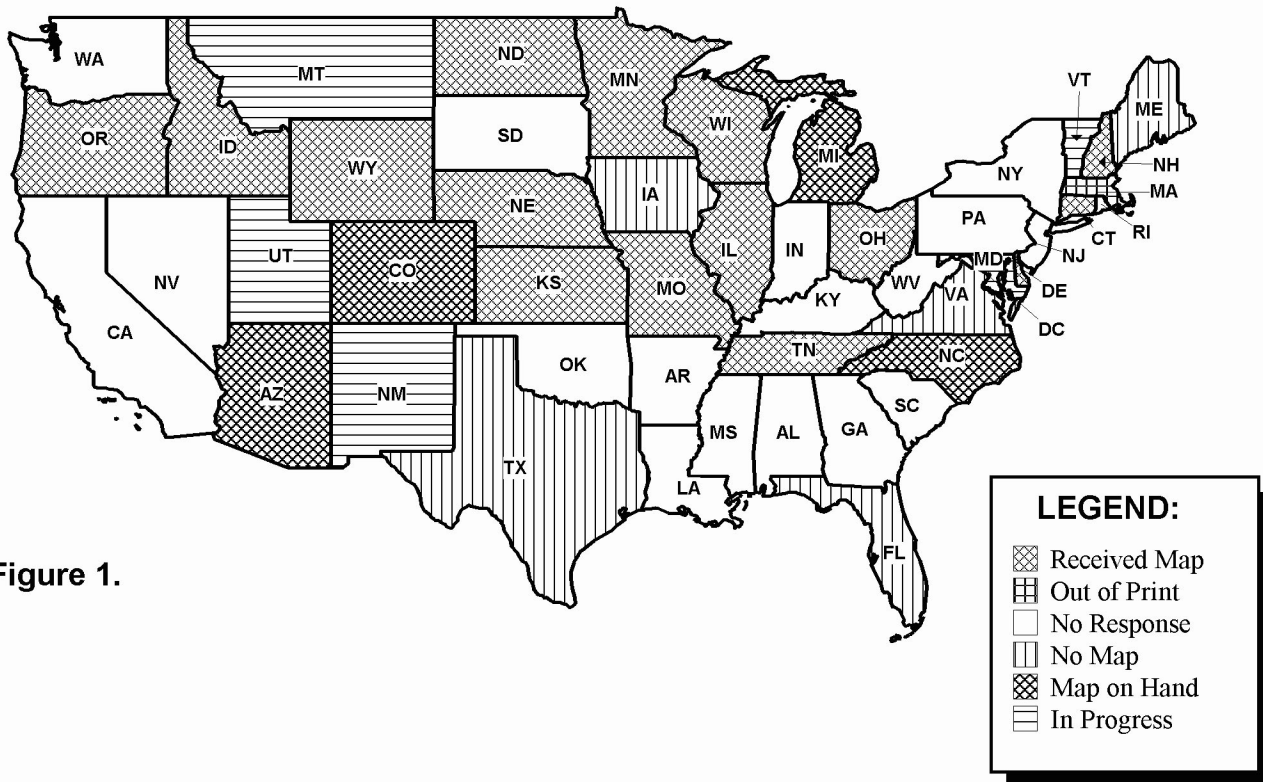 WA
MT
ND
MN
VT
ME
OR
ID
WY
SD
WI
MI
NY
NH
MA
RI
CT
NE
IA
PA
NJ
UT
CO
KS
MO
IL
IN
OH
MD
DE
DC
NV
CA
KY
WV
VA
AZ
NM
OK
AR
TN
NC
SC
TX
LA
MS
AL
GA
FL
Figure 1.
LEGEND:
Received Map
Out of Print
No Response
No Map
Map on Hand
In Progress